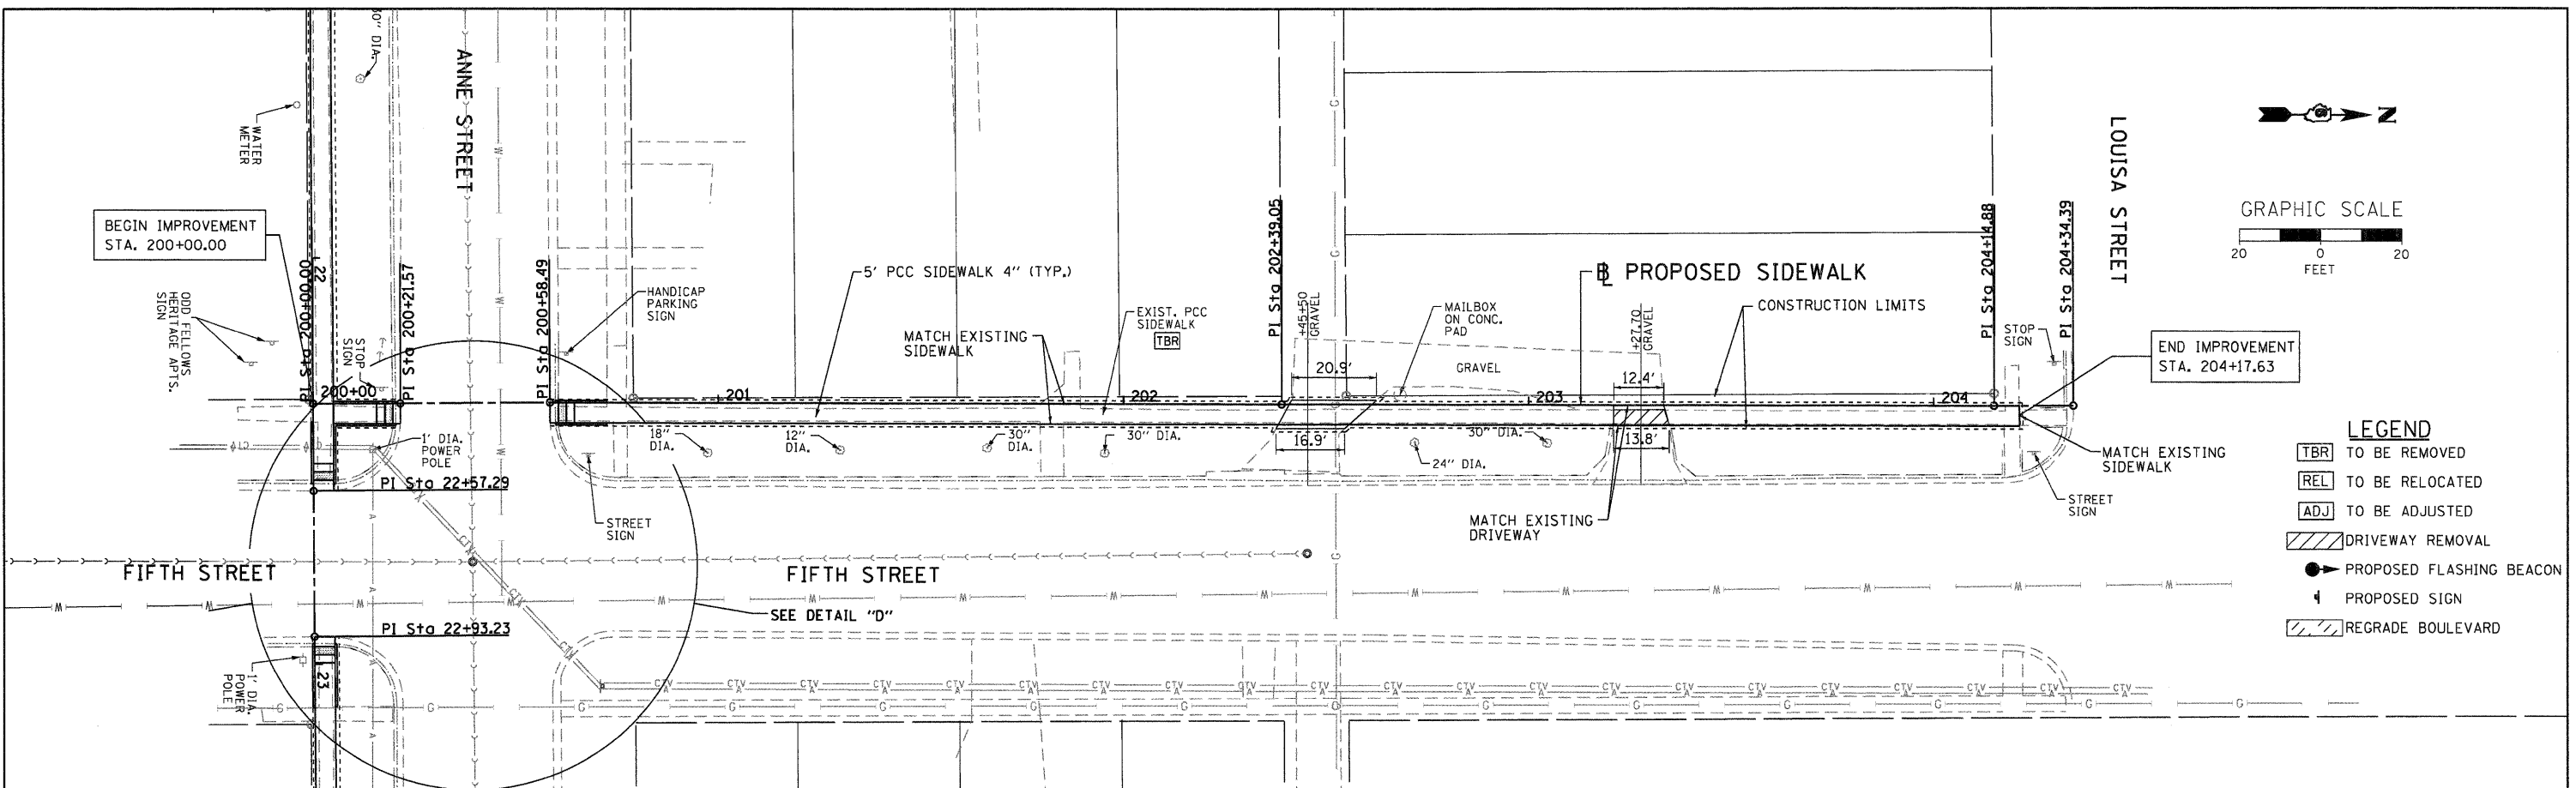 30" DIA.
ANNE STREET
WATER
METER
BEGIN IMPROVEMENT
STA. 200+00.00
PI Sta 200+00.00
22
ODD FELLOWS
HERITAGE APTS.
SIGN
STOP
SIGN
200+00
PI Sta 200+21.57
PI Sta 200+58.49
HANDICAP
PARKING
SIGN
5' PCC SIDEWALK 4" (TYP.)
MATCH EXISTING
SIDEWALK
EXIST. PCC
SIDEWALK
TBR
PI Sta 202+39.05
+45+50
GRAVEL
20.9'
16.9'
MAILBOX
ON CONC.
PAD
GRAVEL
BL PROPOSED SIDEWALK
+27.70
GRAVEL
12.4'
13.8'
CONSTRUCTION LIMITS
PI Sta 204+14.88
PI Sta 204+34.39
LOUISA STREET
STOP
SIGN
END IMPROVEMENT
STA. 204+17.63
MATCH EXISTING
SIDEWALK
STREET
SIGN
201
202
203
204
18"
DIA.
12"
DIA.
30"
DIA.
30" DIA.
24" DIA.
30" DIA.
MATCH EXISTING
DRIVEWAY
1' DIA.
POWER
POLE
PI Sta 22+57.29
STREET
SIGN
FIFTH STREET
FIFTH STREET
SEE DETAIL "D"
PI Sta 22+93.23
23
1' DIA.
POWER
POLE
N
GRAPHIC SCALE
20 0 20
FEET
LEGEND
TBR TO BE REMOVED
REL TO BE RELOCATED
ADJ TO BE ADJUSTED
DRIVEWAY REMOVAL
PROPOSED FLASHING BEACON
PROPOSED SIGN
REGRADE BOULEVARD